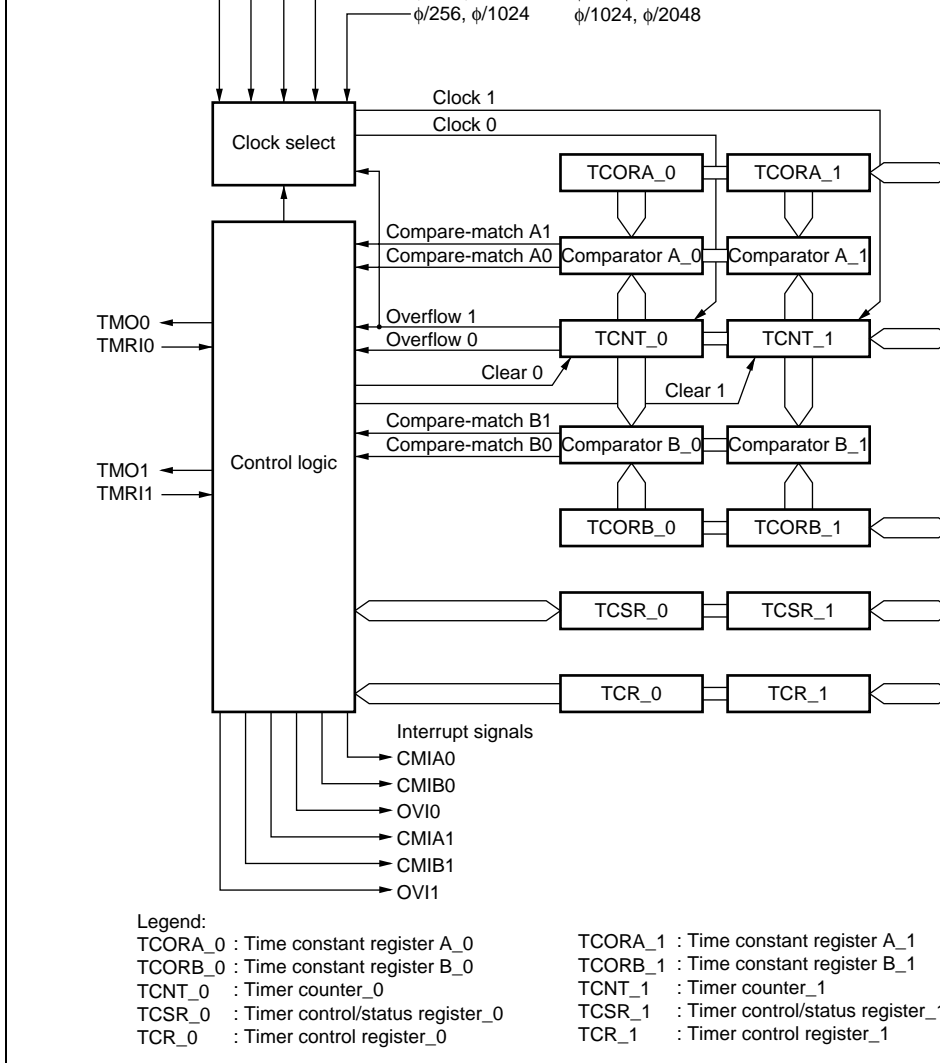 ϕ/256, ϕ/1024 ϕ/1024, ϕ/2048
Clock 1
Clock 0
Clock select
TCORA_0 TCORA_1
Compare-match A1
Compare-match A0
Comparator A_0 Comparator A_1
TMO0
TMRI0
Overflow 1
Overflow 0
TCNT_0 TCNT_1
Clear 0
Clear 1
Compare-match B1
Compare-match B0
Comparator B_0 Comparator B_1
Control logic
TMO1
TMRI1
TCORB_0 TCORB_1
TCSR_0 TCSR_1
TCR_0 TCR_1
Interrupt signals
CMIA0
CMIB0
OVI0
CMIA1
CMIB1
OVI1
Legend:
TCORA_0 : Time constant register A_0
TCORB_0 : Time constant register B_0
TCNT_0 : Timer counter_0
TCSR_0 : Timer control/status register_0
TCR_0 : Timer control register_0
TCORA_1 : Time constant register A_1
TCORB_1 : Time constant register B_1
TCNT_1 : Timer counter_1
TCSR_1 : Timer control/status register_1
TCR_1 : Timer control register_1